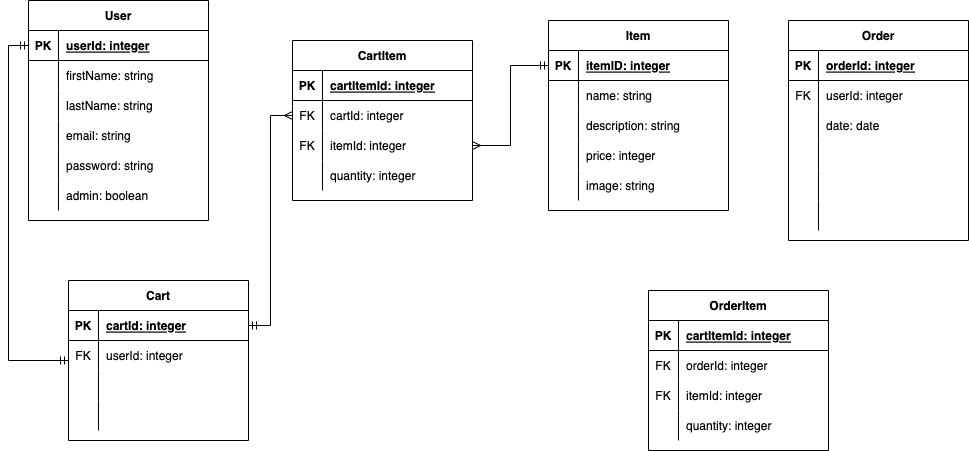 User
PK userId: integer
firstName: string
lastName: string
email: string
password: string
admin: boolean
CartItem
PK cartItemId: integer
FK cartId: integer
FK itemId: integer
quantity: integer
Item
PK itemID: integer
name: string
description: string
price: integer
image: string
Order
PK orderId: integer
FK userId: integer
date: date
Cart
PK cartId: integer
FK userId: integer
OrderItem
PK cartItemId: integer
FK orderId: integer
FK itemId: integer
quantity: integer